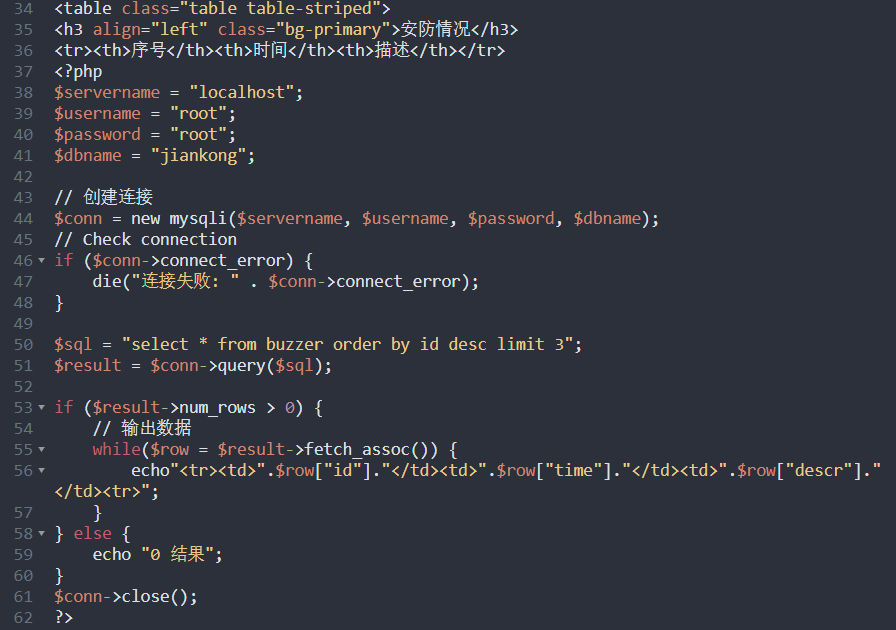 34 <table class="table table-striped">
35 <h3 align="left" class="bg-primary">安防情况</h3>
36 <tr><th>序号</th><th>时间</th><th>描述</th></tr>
37 <?php
38 $servername = "localhost";
39 $username = "root";
40 $password = "root";
41 $dbname = "jiankong";
42
43 // 创建连接
44 $conn = new mysqli($servername, $username, $password, $dbname);
45 // Check connection
46 if ($conn->connect_error) {
47     die("连接失败: " . $conn->connect_error);
48 }
49
50 $sql = "select * from buzzer order by id desc limit 3";
51 $result = $conn->query($sql);
52
53 if ($result->num_rows > 0) {
54     // 输出数据
55     while($row = $result->fetch_assoc()) {
56         echo"<tr><td>".$row["id"]."</td><td>".$row["time"]."</td><td>".$row["descr"]."
</td><tr>";
57     }
58 } else {
59     echo "0 结果";
60 }
61 $conn->close();
62 ?>